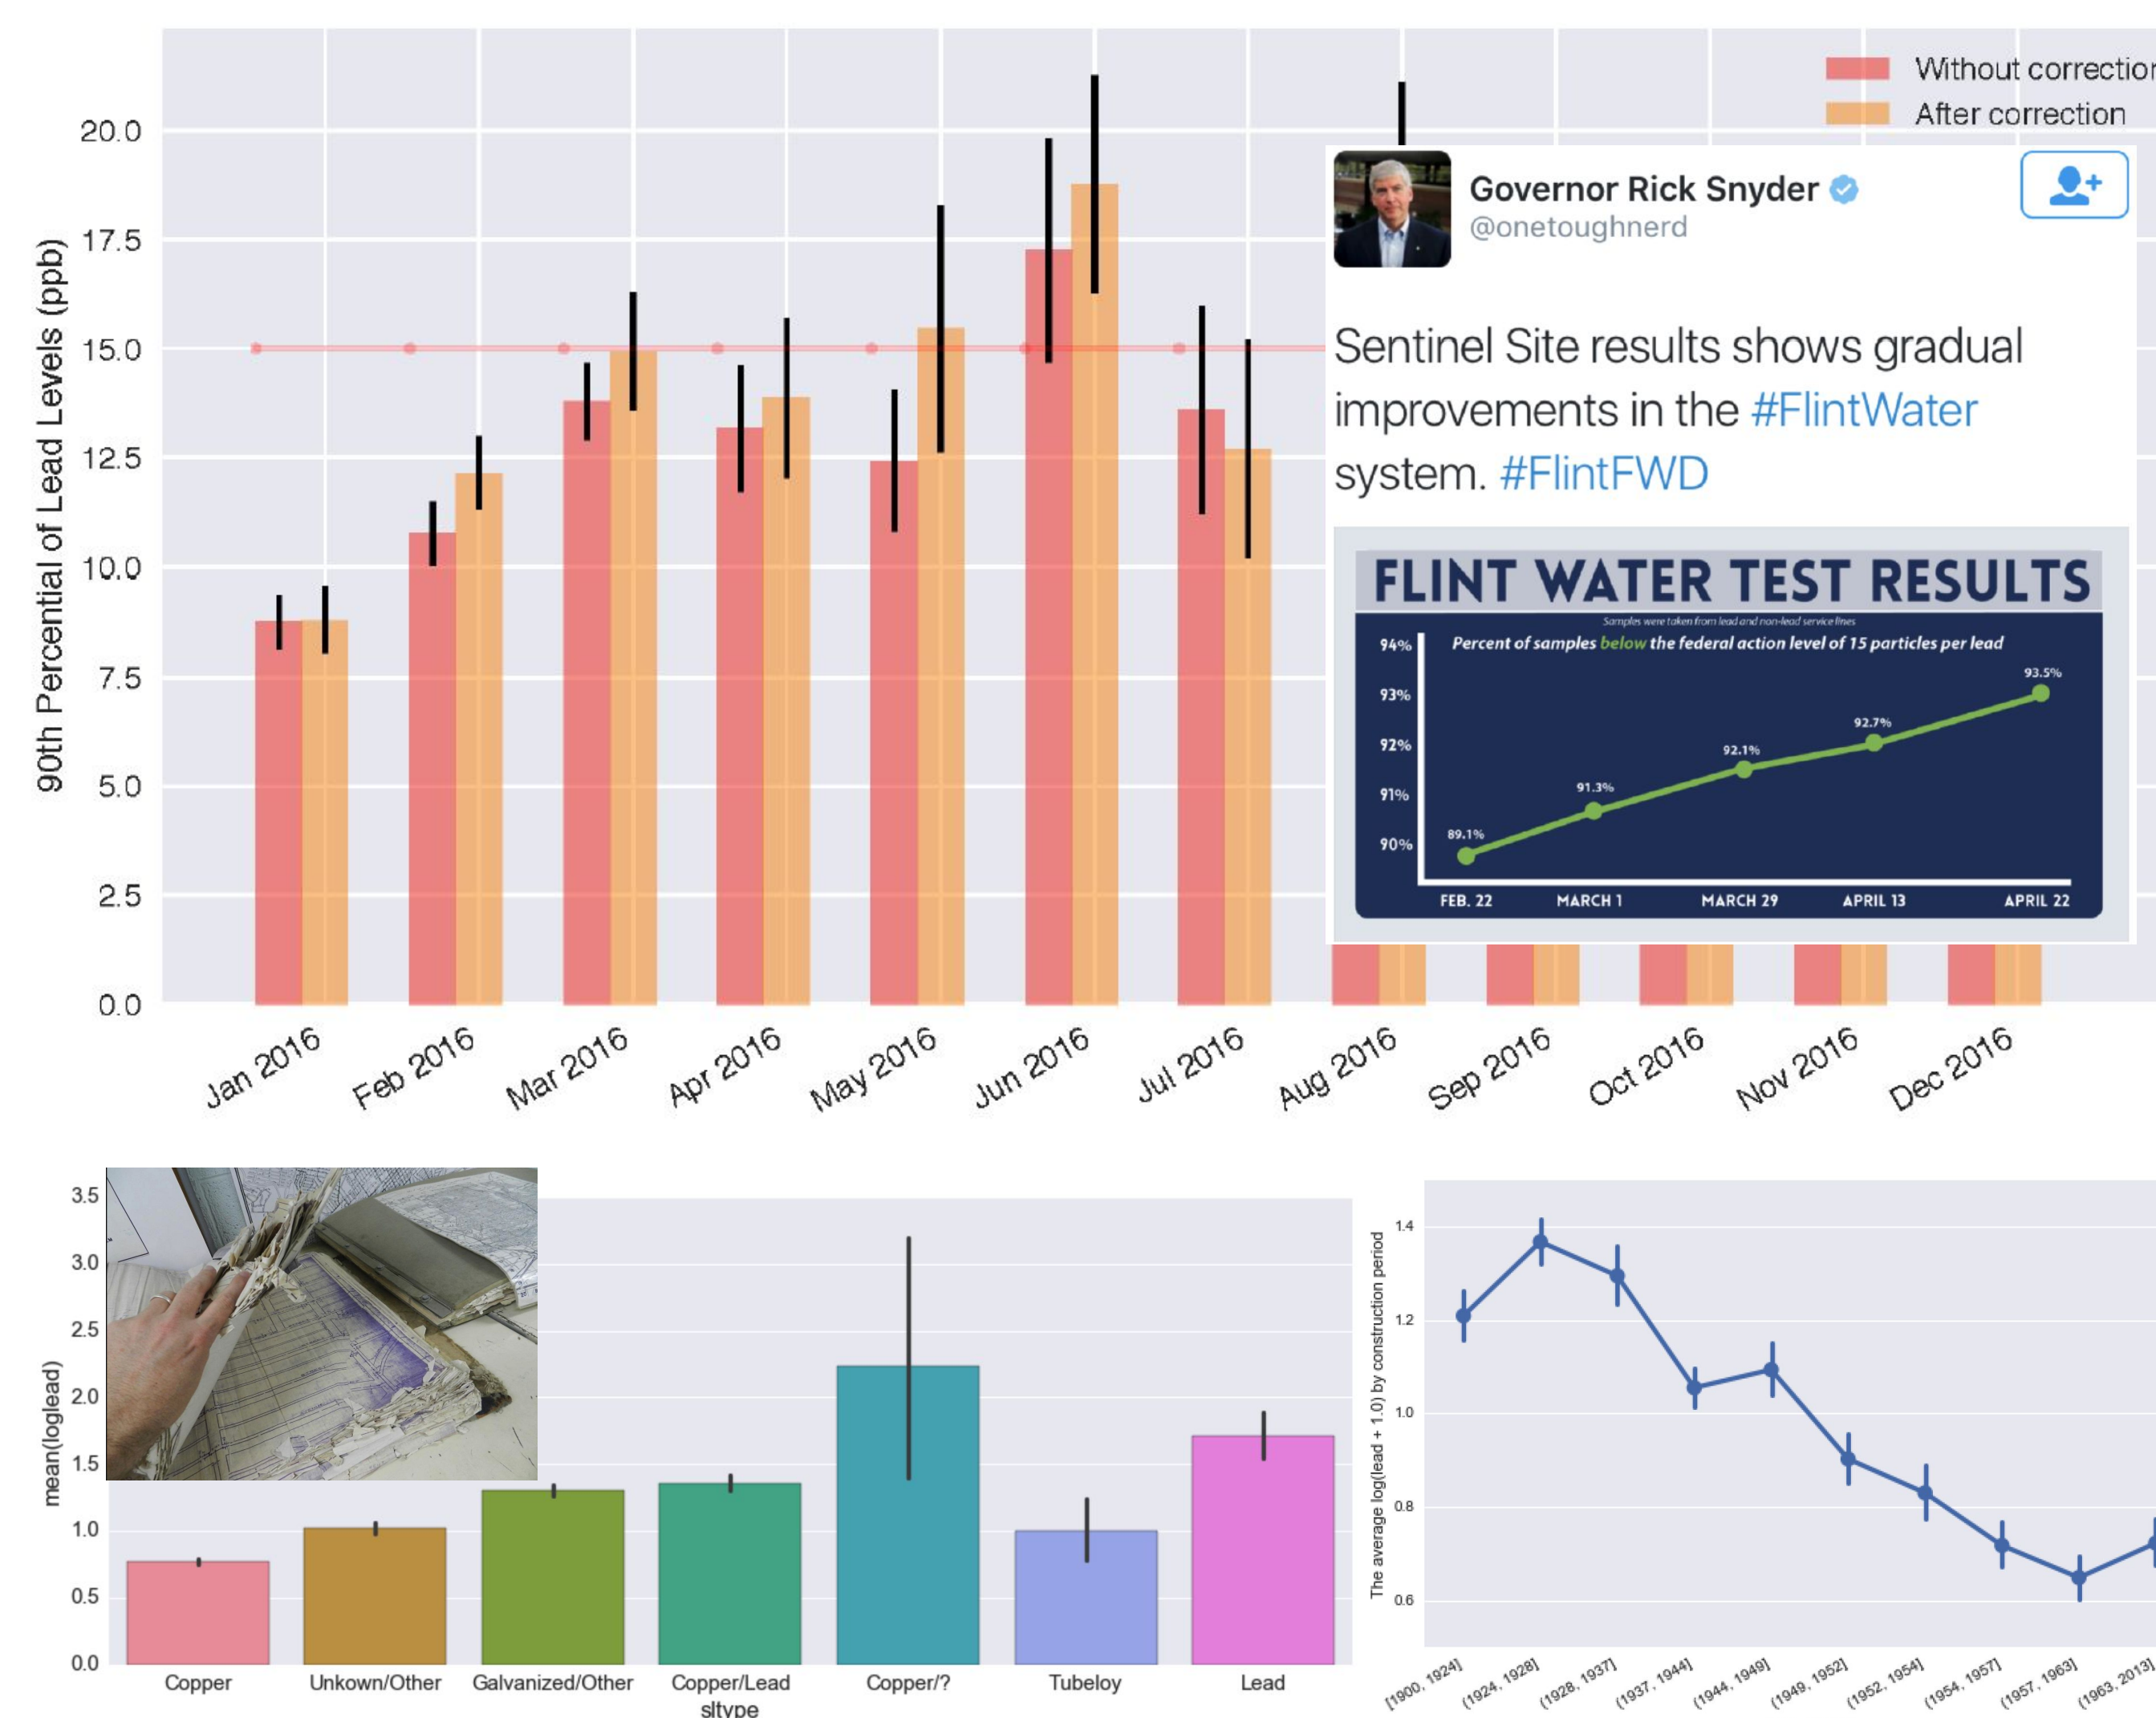 Without correction
After correction
90th Percential of Lead Levels (ppb)
20.0
17.5
15.0
12.5
10.0
7.5
5.0
2.5
0.0
Jan 2016
Feb 2016
Mar 2016
Apr 2016
May 2016
Jun 2016
Jul 2016
Aug 2016
Sep 2016
Oct 2016
Nov 2016
Dec 2016
Governor Rick Snyder
@onetoughnerd
Sentinel Site results shows gradual
improvements in the #FlintWater
system. #FlintFWD
FLINT WATER TEST RESULTS
Samples were taken from lead and non-lead service lines
Percent of samples below the federal action level of 15 particles per lead
94%
93%
92%
91%
90%
89.1%
91.3%
92.1%
92.7%
93.5%
FEB. 22
MARCH 1
MARCH 29
APRIL 13
APRIL 22
mean(loglead)
3.5
3.0
2.5
2.0
1.5
1.0
0.5
0.0
Copper
Unkown/Other
Galvanized/Other
Copper/Lead
Copper/?
Tubeloy
Lead
sltype
The average log(lead + 1.0) by construction period
1.4
1.2
1.0
0.8
0.6
[1900, 1924]
(1924, 1928]
(1928, 1937]
(1937, 1944]
(1944, 1949]
(1949, 1952]
(1952, 1954]
(1954, 1957]
(1957, 1963]
(1963, 2013]